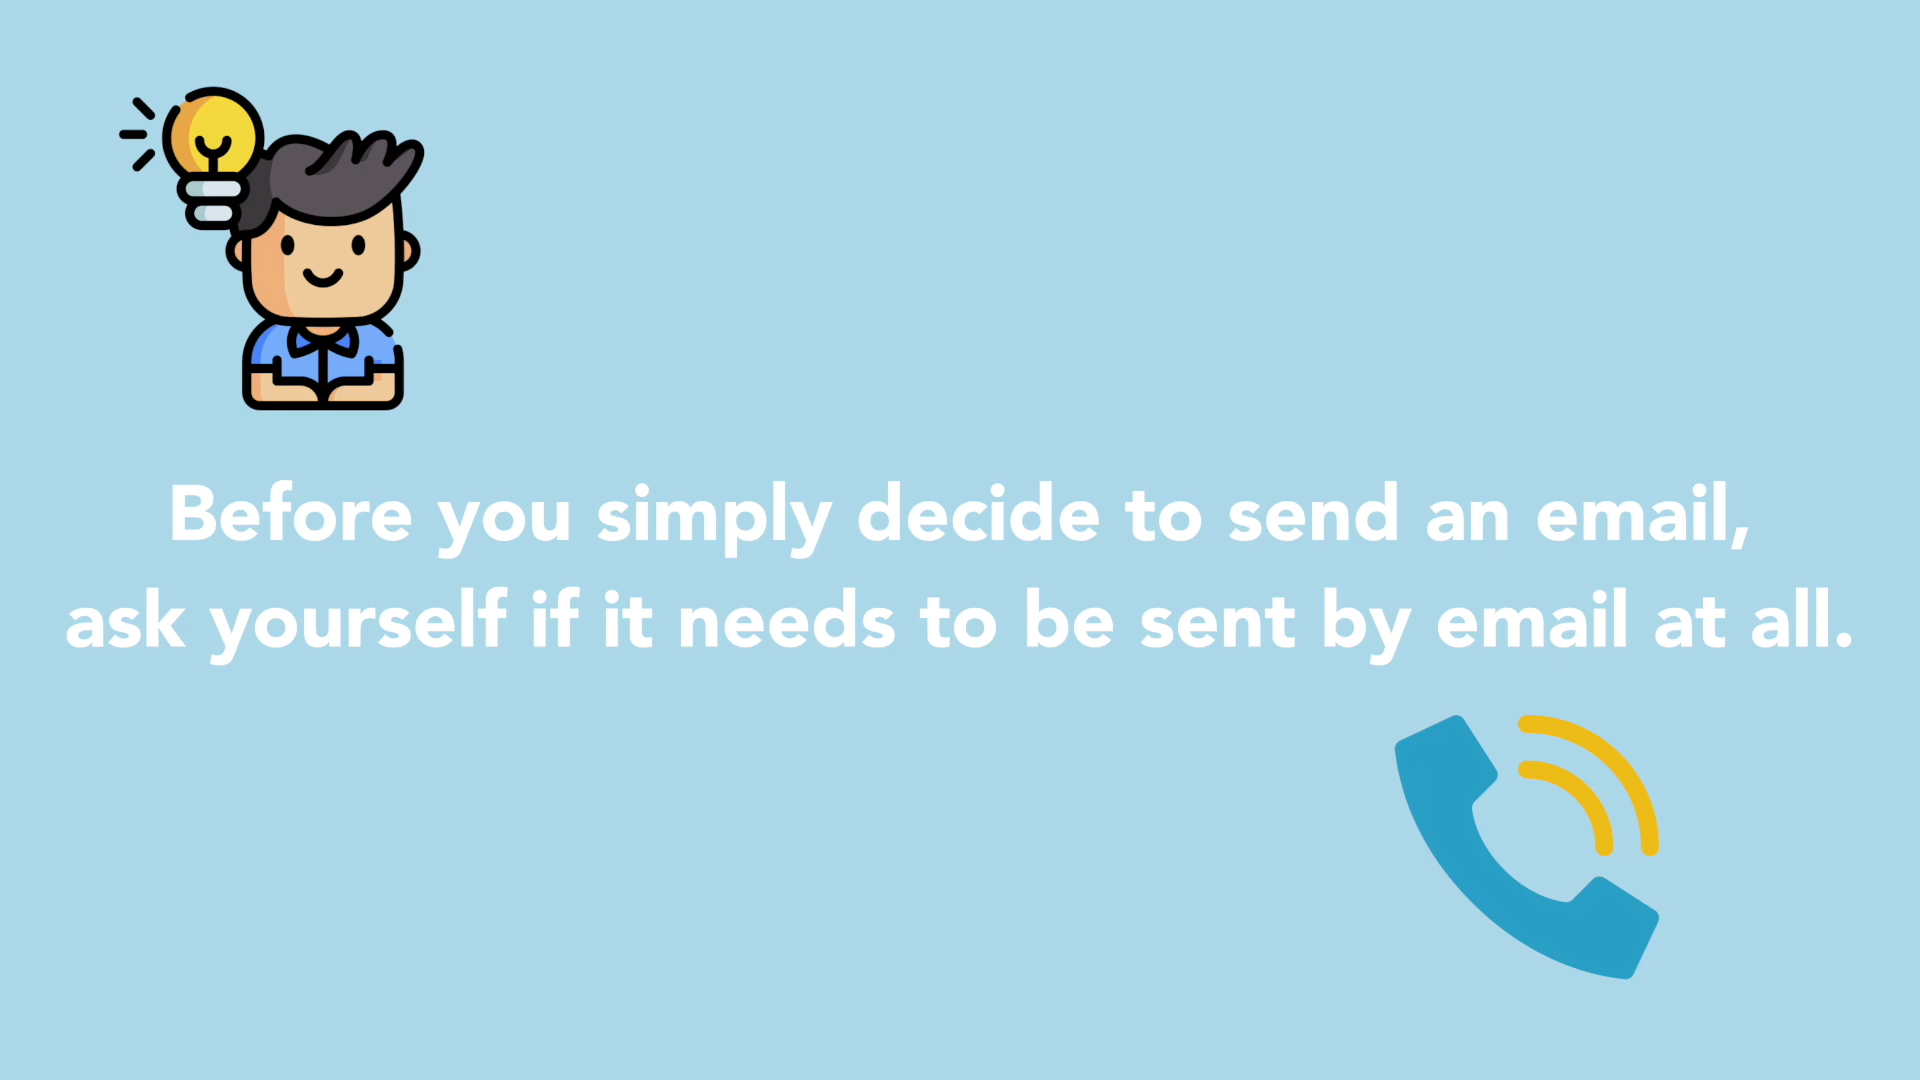 Before you simply decide to send an email,
ask yourself if it needs to be sent by email at all.